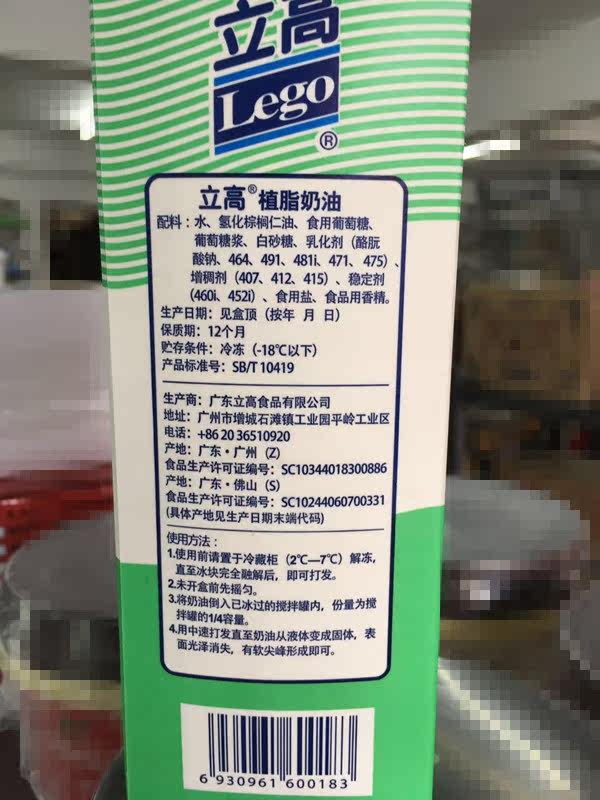 立高
Lego
®
立高®植脂奶油
配料：水、氢化棕榈仁油、食用葡萄糖、
葡萄糖浆、白砂糖、乳化剂（酪朊
酸钠、464、491、481i、471、475）、
增稠剂（407、412、415）、稳定剂
（460i、452i）、食用盐、食品用香精。
生产日期：见盒顶（按年 月 日）
保质期：12个月
贮存条件：冷冻（-18℃以下）
产品标准号：SB/T 10419
生产商：广东立高食品有限公司
地址：广州市增城石滩镇工业园平岭工业区
电话：+86 20 36510920
产地：广东·广州（Z）
食品生产许可证编号：SC10344018300886
产地：广东·佛山（S）
食品生产许可证编号：SC10244060700331
(具体产地见生产日期末端代码)
使用方法：
1.使用前请置于冷藏柜（2℃—7℃）解冻，
直至冰块完全融解后，即可打发。
2.未开盒前先摇匀。
3.将奶油倒入已冰过的搅拌罐内，份量为搅
拌罐的1/4容量。
4.用中速打发直至奶油从液体变成固体，表
面光泽消失，有软尖峰形成即可。
6 930961 600183